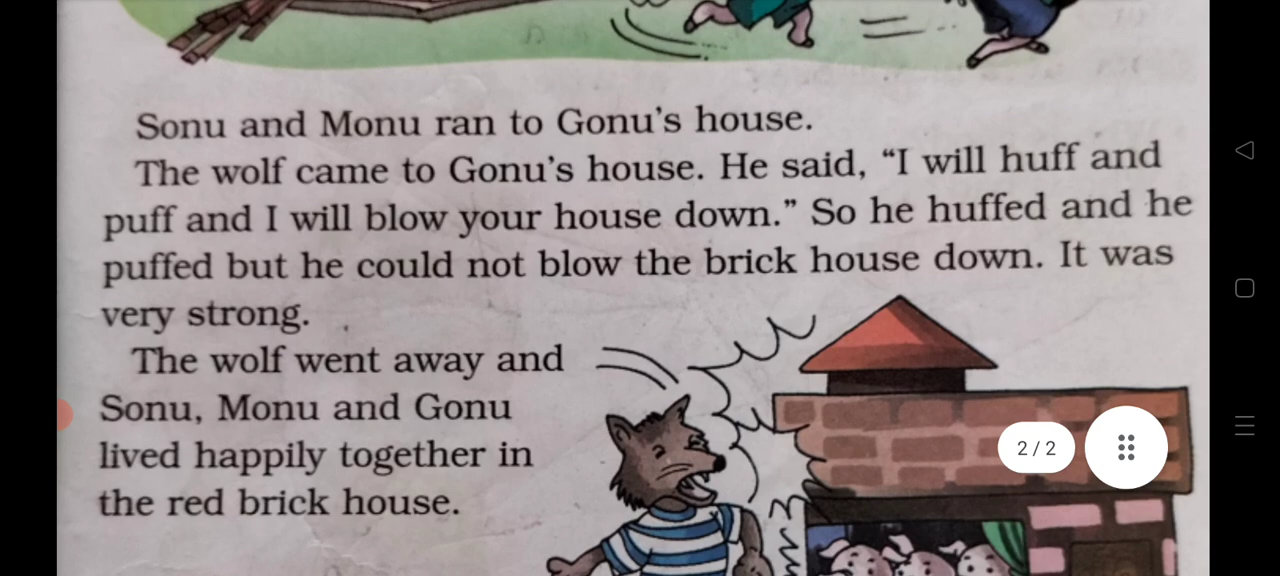 Sonu and Monu ran to Gonu's house.
The wolf came to Gonu's house. He said, “I will huff and
puff and I will blow your house down.” So he huffed and he
puffed but he could not blow the brick house down. It was
very strong.
The wolf went away and
Sonu, Monu and Gonu
lived happily together in
the red brick house.
2 / 2